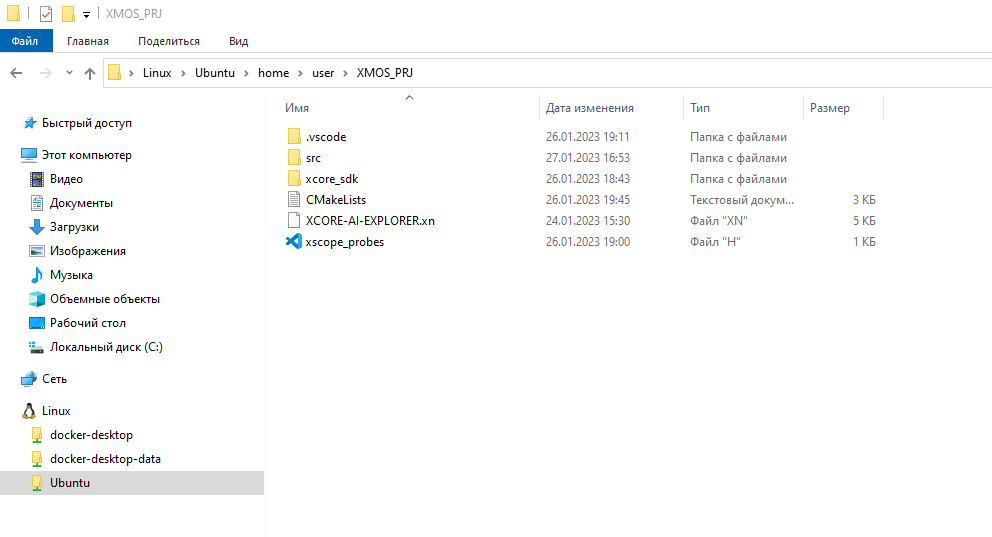 XMOS_PRJ
Файл Главная Поделиться Вид
Linux Ubuntu home user XMOS_PRJ
Имя Дата изменения Тип Размер
Быстрый доступ
Этот компьютер
Видео
Документы
Загрузки
Изображения
Музыка
Объемные объекты
Рабочий стол
Локальный диск (C:)
Сеть
Linux
docker-desktop
docker-desktop-data
Ubuntu
.vscode 26.01.2023 19:11 Папка с файлами
src 27.01.2023 16:53 Папка с файлами
xcore_sdk 26.01.2023 18:43 Папка с файлами
CMakeLists 26.01.2023 19:45 Текстовый докум... 3 КБ
XCORE-AI-EXPLORER.xn 24.01.2023 15:30 Файл "XN" 5 КБ
xscope_probes 26.01.2023 19:00 Файл "H" 1 КБ